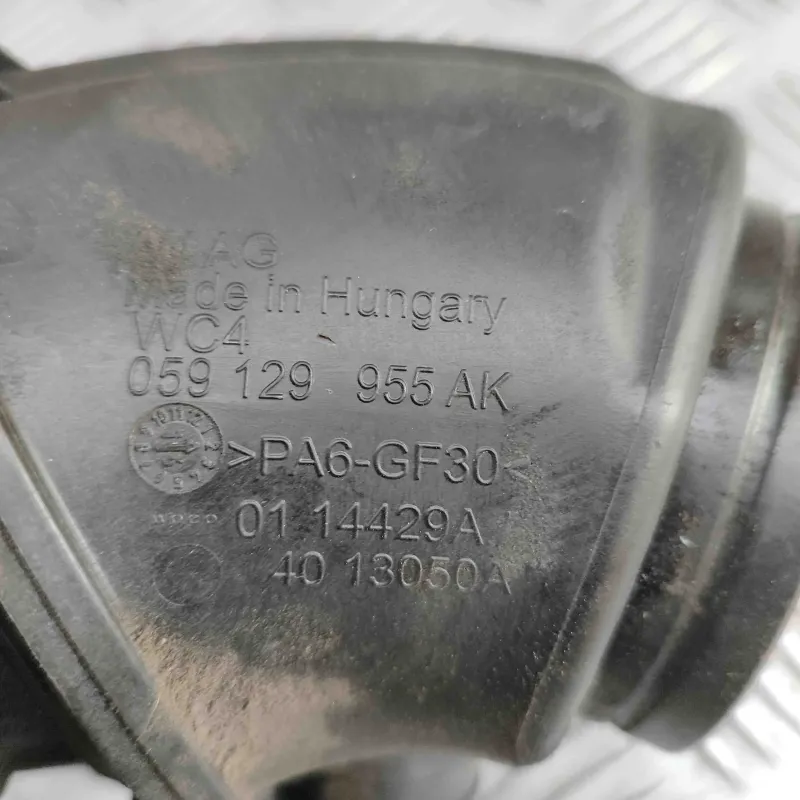 Made in Hungary
WC4
059 129 955 AK
>PA6-GF30<
01 14429A
40 13050A